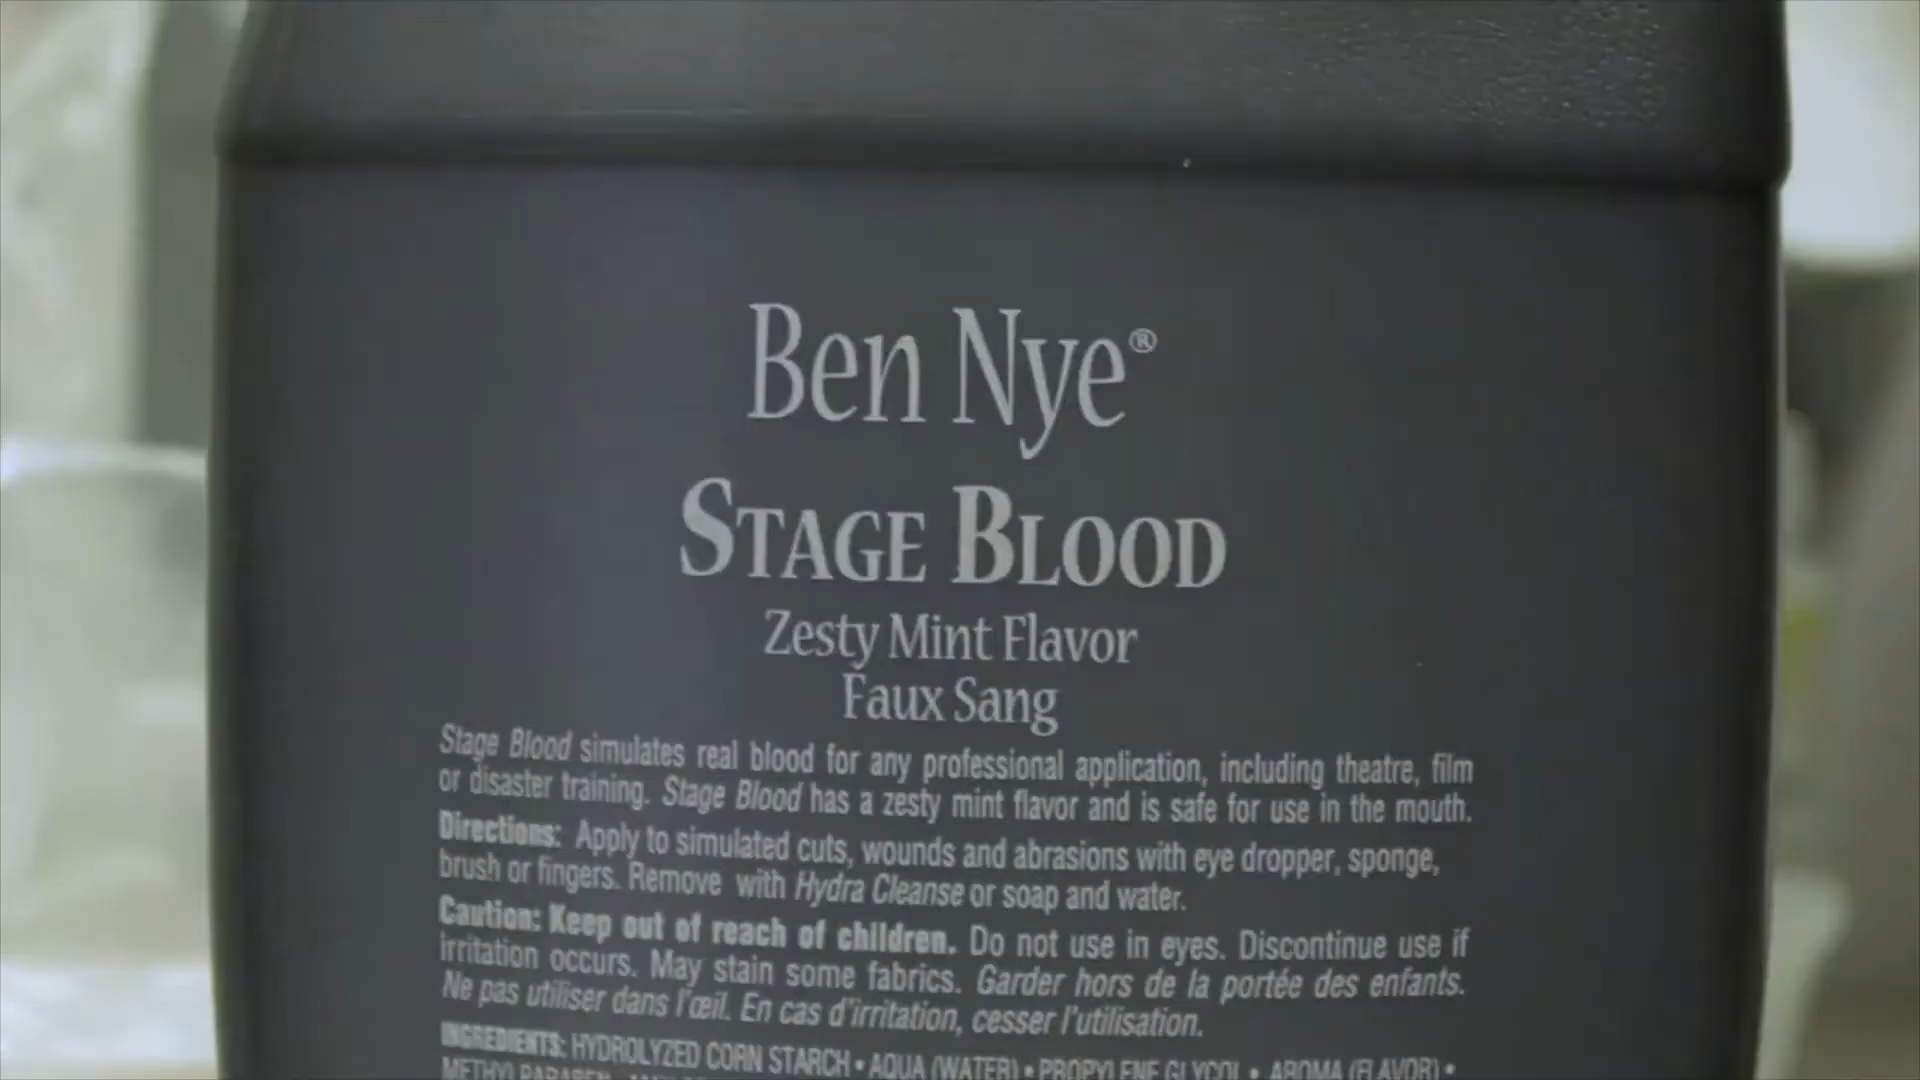 Ben Nye®
STAGE BLOOD
Zesty Mint Flavor
Faux Sang
Stage Blood simulates real blood for any professional application, including theatre, film
or disaster training. Stage Blood has a zesty mint flavor and is safe for use in the mouth.
Directions: Apply to simulated cuts, wounds and abrasions with eye dropper, sponge,
brush or fingers. Remove with Hydra Cleanse or soap and water.
Caution: Keep out of reach of children. Do not use in eyes. Discontinue use if
irritation occurs. May stain some fabrics. Garder hors de la portée des enfants.
Ne pas utiliser dans l'œil. En cas d'irritation, cesser l'utilisation.
INGREDIENTS: HYDROLYZED CORN STARCH • AQUA (WATER) • PROPYLENE GLYCOL • AROMA (FLAVOR) •
METHYLPARABEN